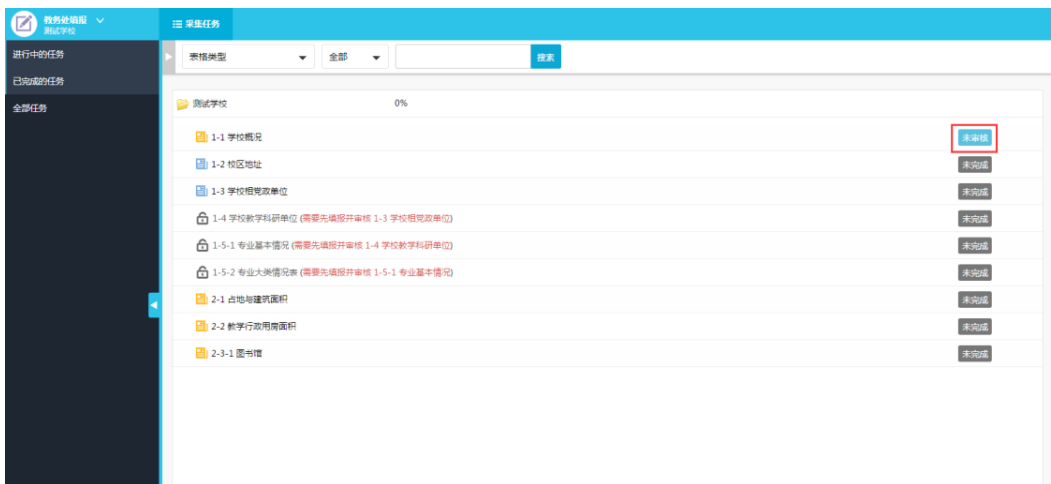 教务处填报
测试学校
采集任务
进行中的任务
已完成的任务
全部任务
表格类型
全部
搜索
测试学校 0%
1-1 学校概况 未审核
1-2 校区地址 未完成
1-3 学校相党政单位 未完成
1-4 学校教学科研单位 (需要先填报并审核 1-3 学校相党政单位) 未完成
1-5-1 专业基本情况 (需要先填报并审核 1-4 学校教学科研单位) 未完成
1-5-2 专业大类情况表 (需要先填报并审核 1-5-1 专业基本情况) 未完成
2-1 占地与建筑面积 未完成
2-2 教学行政用房面积 未完成
2-3-1 图书馆 未完成